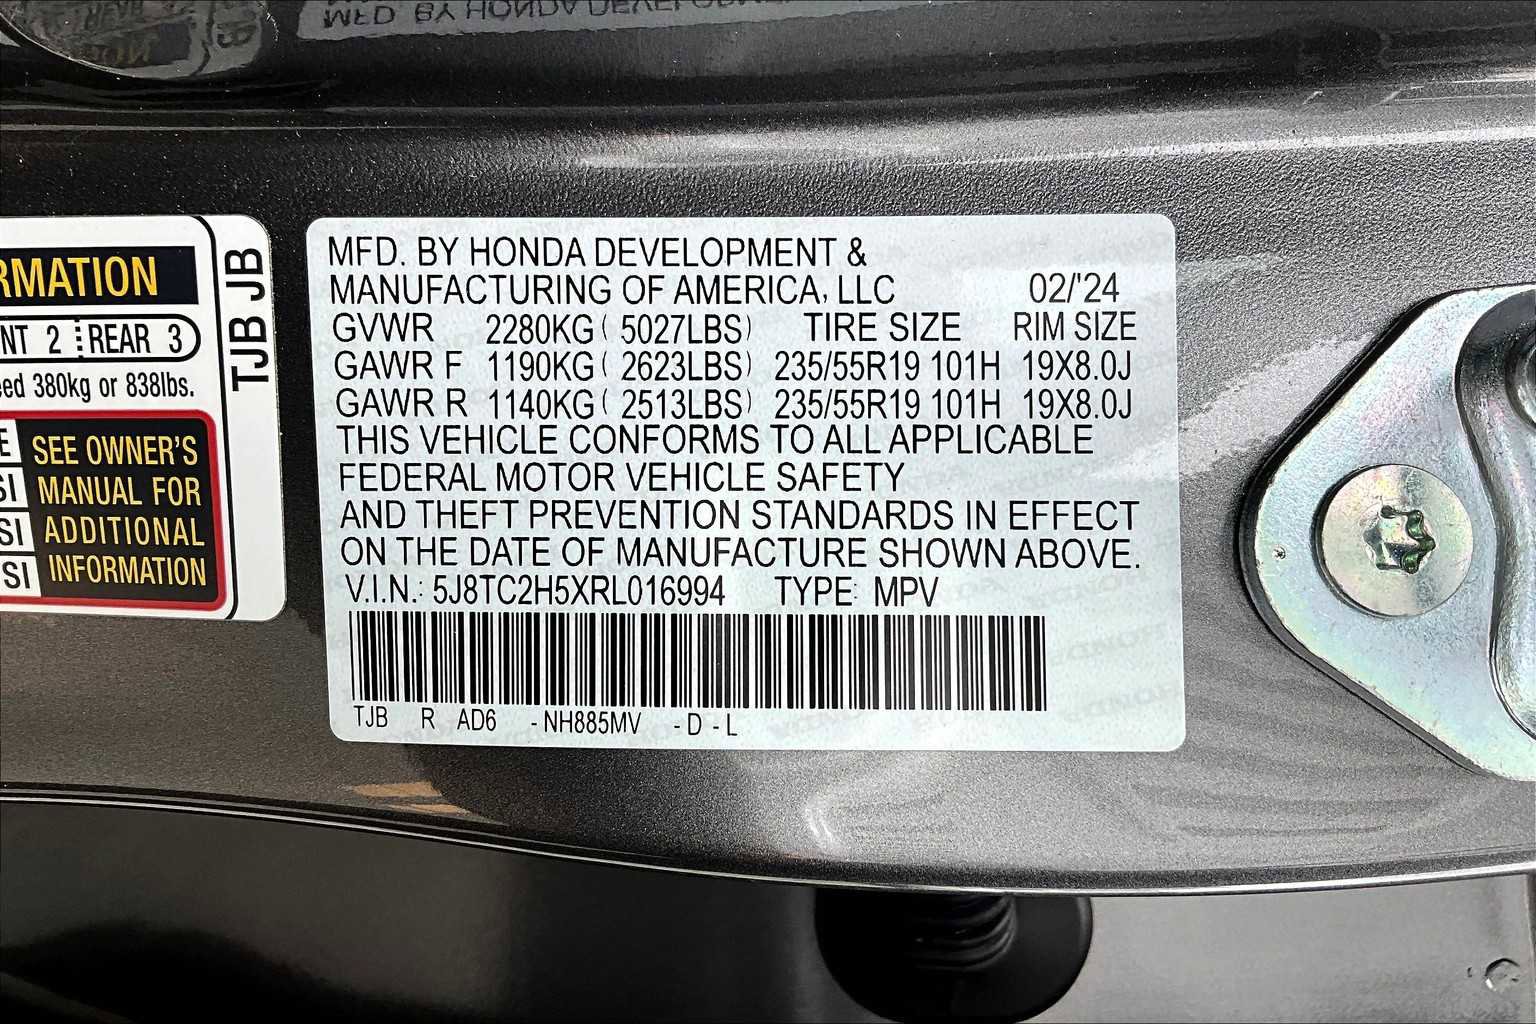 RMATION
NT 2 REAR 3
eed 380kg or 838lbs.
E
SI
SI
SI
SEE OWNER'S
MANUAL FOR
ADDITIONAL
INFORMATION
TJB JB
MFD. BY HONDA DEVELOPMENT &
MANUFACTURING OF AMERICA, LLC 02/'24
GVWR 2280KG ( 5027LBS) TIRE SIZE RIM SIZE
GAWR F 1190KG ( 2623LBS) 235/55R19 101H 19X8.0J
GAWR R 1140KG ( 2513LBS) 235/55R19 101H 19X8.0J
THIS VEHICLE CONFORMS TO ALL APPLICABLE
FEDERAL MOTOR VEHICLE SAFETY
AND THEFT PREVENTION STANDARDS IN EFFECT
ON THE DATE OF MANUFACTURE SHOWN ABOVE.
V.I.N.: 5J8TC2H5XRL016994 TYPE: MPV
TJB R AD6 - NH885MV - D - L